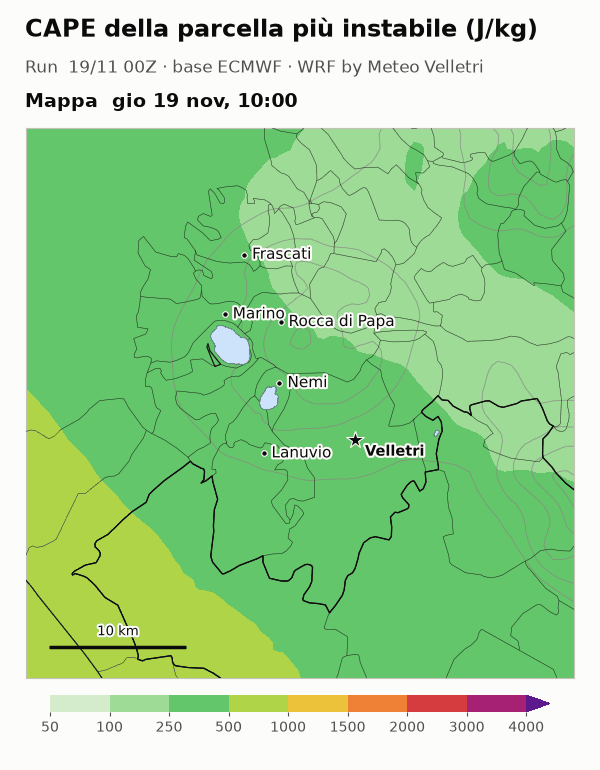 CAPE della parcella più instabile (J/kg)
Run  19/11 00Z · base ECMWF · WRF by Meteo Velletri
Mappa  gio 19 nov, 10:00
Frascati
Marino
Rocca di Papa
Nemi
Velletri
Lanuvio
10 km
50 100 250 500 1000 1500 2000 3000 4000